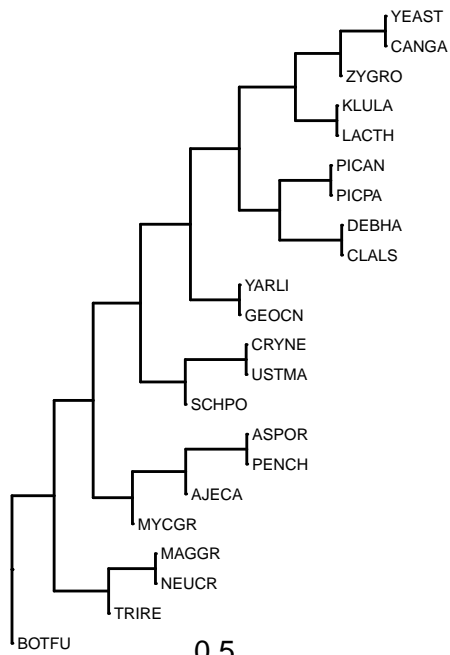 YEAST
CANGA
ZYGRO
KLULA
LACTH
PICAN
PICPA
DEBHA
CLALS
YARLI
GEOCN
CRYNE
USTMA
SCHPO
ASPOR
PENCH
AJECA
MYCGR
MAGGR
NEUCR
TRIRE
BOTFU
0.5